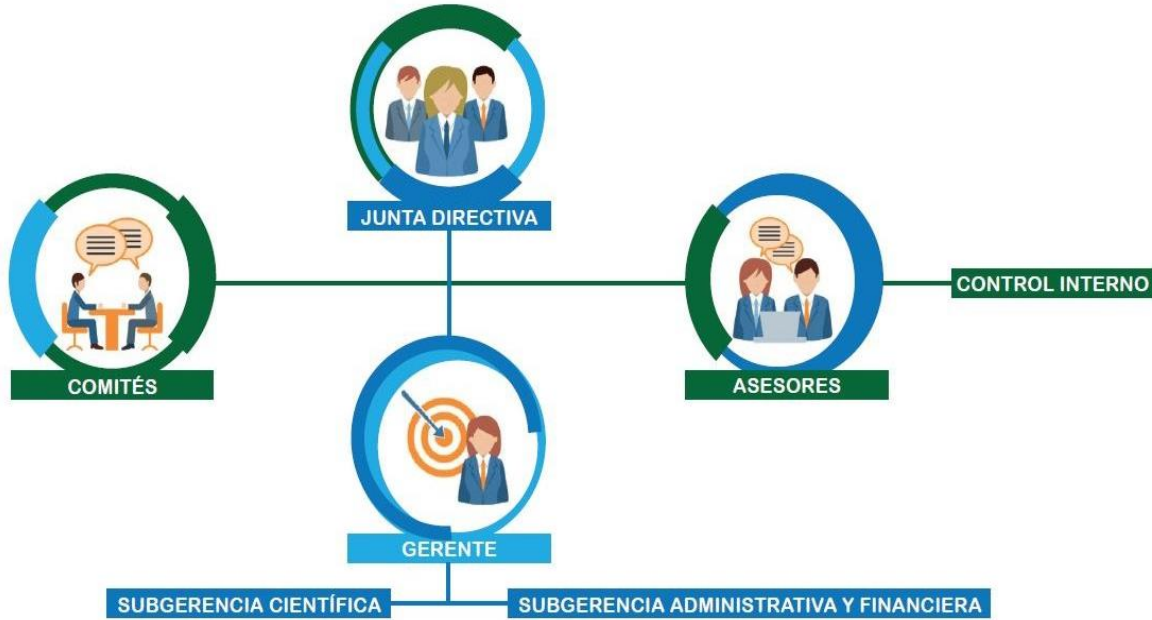 JUNTA DIRECTIVA
CONTROL INTERNO
COMITÉS
ASESORES
GERENTE
SUBGERENCIA CIENTÍFICA
SUBGERENCIA ADMINISTRATIVA Y FINANCIERA